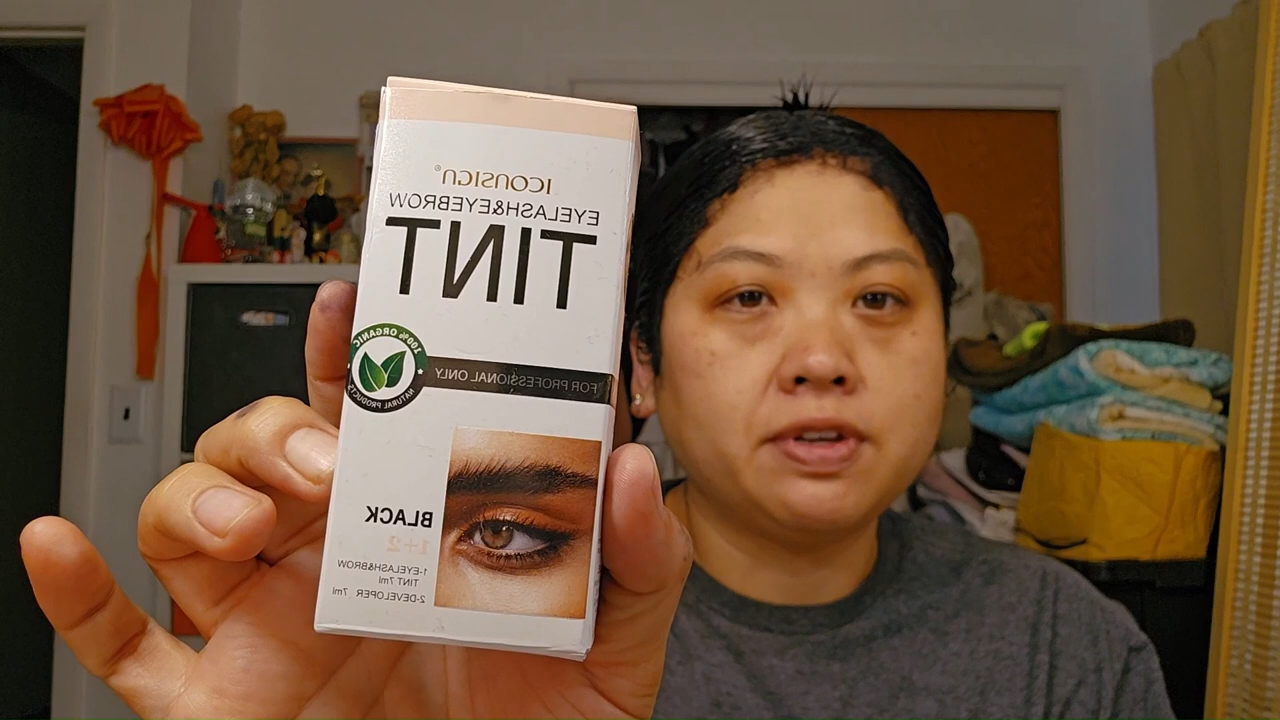 ICONSIGN®
EYELASH&EYEBROW
TINT
100% ORGANIC
NATURAL PRODUCTS
FOR PROFESSIONAL ONLY
BLACK
1+2
1-EYELASH&BROW
TINT 7ml
2-DEVELOPER 7ml